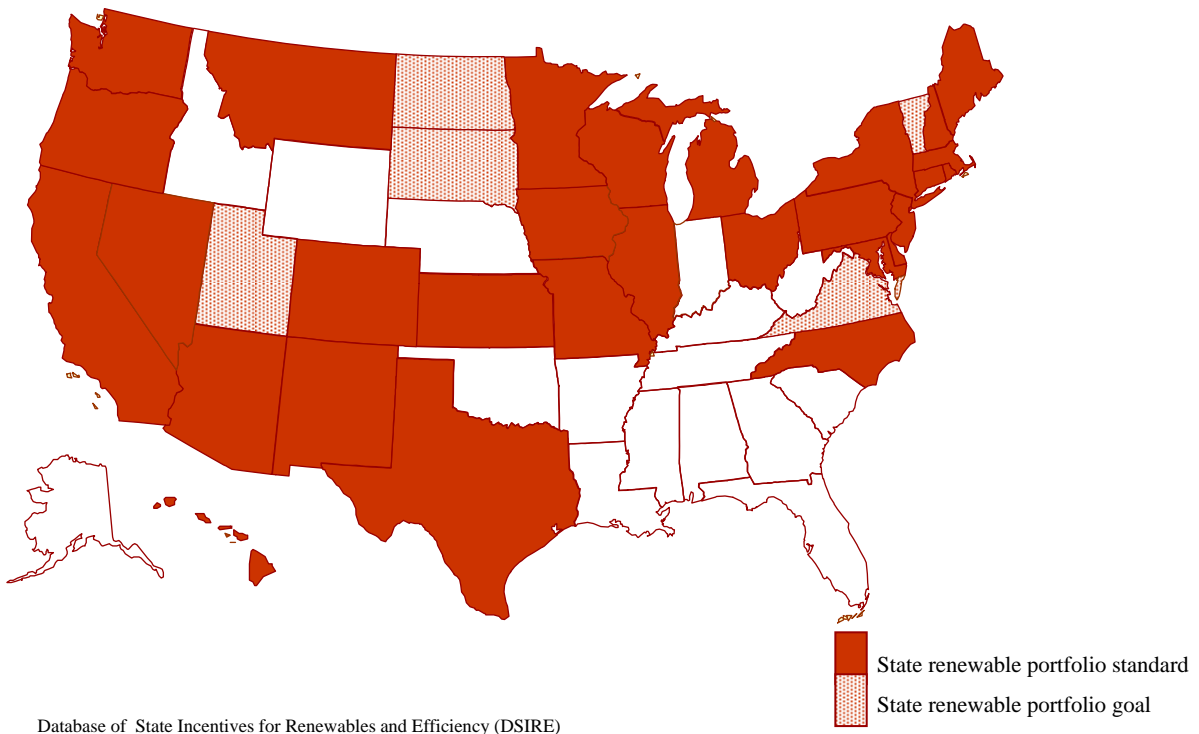 State renewable portfolio standard
State renewable portfolio goal
Database of State Incentives for Renewables and Efficiency (DSIRE)